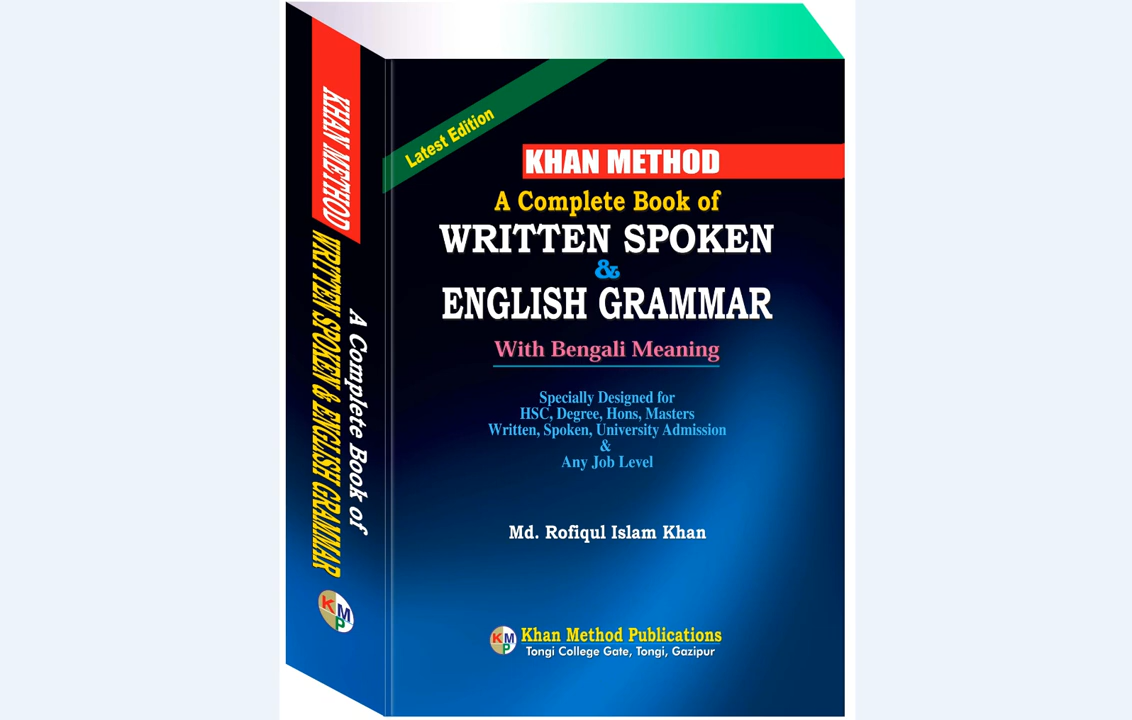 KHAN METHOD
A Complete Book of
WRITTEN SPOKEN & ENGLISH GRAMMAR
K M P
Latest Edition
KHAN METHOD
A Complete Book of
WRITTEN SPOKEN
&
ENGLISH GRAMMAR
With Bengali Meaning
Specially Designed for
HSC, Degree, Hons, Masters
Written, Spoken, University Admission
&
Any Job Level
Md. Rofiqul Islam Khan
KMP Khan Method Publications
Tongi College Gate, Tongi, Gazipur